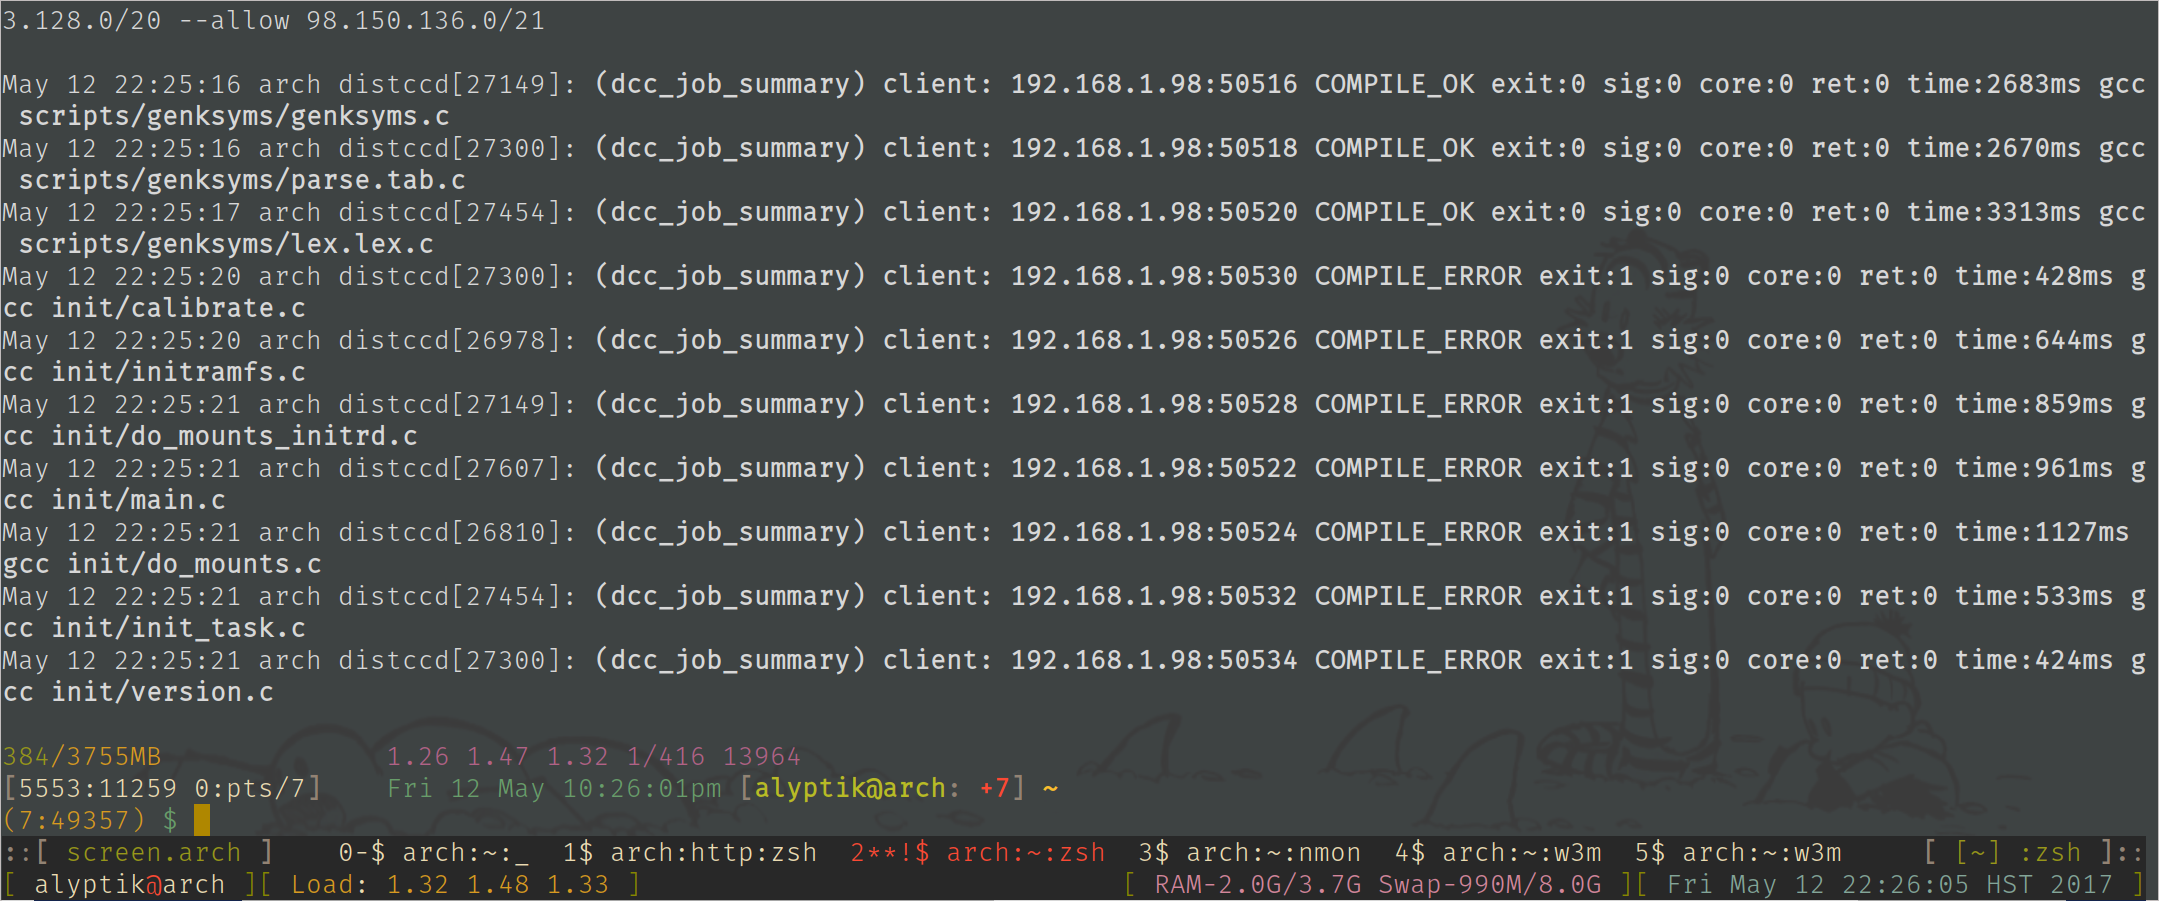 3.128.0/20 --allow 98.150.136.0/21
May 12 22:25:16 arch distccd[27149]: (dcc_job_summary) client: 192.168.1.98:50516 COMPILE_OK exit:0 sig:0 core:0 ret:0 time:2683ms gcc
scripts/genksyms/genksyms.c
May 12 22:25:16 arch distccd[27300]: (dcc_job_summary) client: 192.168.1.98:50518 COMPILE_OK exit:0 sig:0 core:0 ret:0 time:2670ms gcc
scripts/genksyms/parse.tab.c
May 12 22:25:17 arch distccd[27454]: (dcc_job_summary) client: 192.168.1.98:50520 COMPILE_OK exit:0 sig:0 core:0 ret:0 time:3313ms gcc
scripts/genksyms/lex.lex.c
May 12 22:25:20 arch distccd[27300]: (dcc_job_summary) client: 192.168.1.98:50530 COMPILE_ERROR exit:1 sig:0 core:0 ret:0 time:428ms g
cc init/calibrate.c
May 12 22:25:20 arch distccd[26978]: (dcc_job_summary) client: 192.168.1.98:50526 COMPILE_ERROR exit:1 sig:0 core:0 ret:0 time:644ms g
cc init/initramfs.c
May 12 22:25:21 arch distccd[27149]: (dcc_job_summary) client: 192.168.1.98:50528 COMPILE_ERROR exit:1 sig:0 core:0 ret:0 time:859ms g
cc init/do_mounts_initrd.c
May 12 22:25:21 arch distccd[27607]: (dcc_job_summary) client: 192.168.1.98:50522 COMPILE_ERROR exit:1 sig:0 core:0 ret:0 time:961ms g
cc init/main.c
May 12 22:25:21 arch distccd[26810]: (dcc_job_summary) client: 192.168.1.98:50524 COMPILE_ERROR exit:1 sig:0 core:0 ret:0 time:1127ms
gcc init/do_mounts.c
May 12 22:25:21 arch distccd[27454]: (dcc_job_summary) client: 192.168.1.98:50532 COMPILE_ERROR exit:1 sig:0 core:0 ret:0 time:533ms g
cc init/init_task.c
May 12 22:25:21 arch distccd[27300]: (dcc_job_summary) client: 192.168.1.98:50534 COMPILE_ERROR exit:1 sig:0 core:0 ret:0 time:424ms g
cc init/version.c
384/3755MB 1.26 1.47 1.32 1/416 13964
[5553:11259 0:pts/7] Fri 12 May 10:26:01pm [alyptik@arch: +7] ~
(7:49357) $
::[ screen.arch ] 0-$ arch:~:_ 1$ arch:http:zsh 2**!$ arch:~:zsh 3$ arch:~:nmon 4$ arch:~:w3m 5$ arch:~:w3m [ [~] :zsh ]::
[ alyptik@arch ][ Load: 1.32 1.48 1.33 ] [ RAM-2.0G/3.7G Swap-990M/8.0G ][ Fri May 12 22:26:05 HST 2017 ]